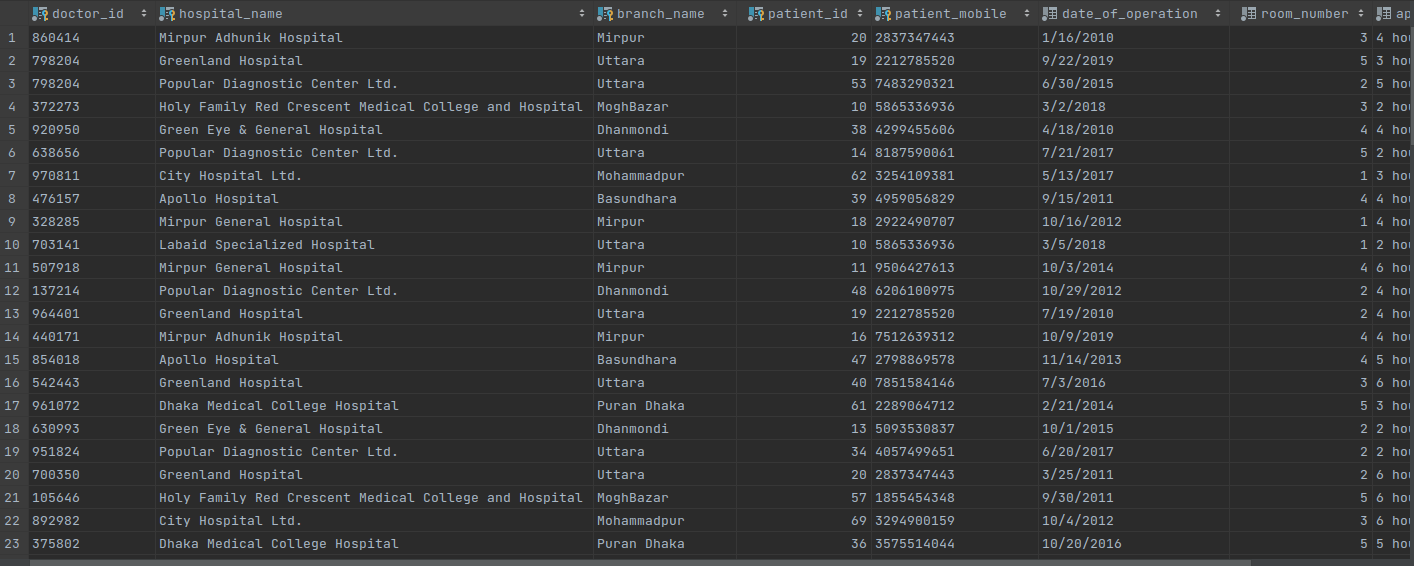 doctor_id hospital_name branch_name patient_id patient_mobile date_of_operation room_number ap
1 860414 Mirpur Adhunik Hospital Mirpur 20 2837347443 1/16/2010 3 4 hou
2 798204 Greenland Hospital Uttara 19 2212785520 9/22/2019 5 3 hou
3 798204 Popular Diagnostic Center Ltd. Uttara 53 7483290321 6/30/2015 2 5 hou
4 372273 Holy Family Red Crescent Medical College and Hospital MoghBazar 10 5865336936 3/2/2018 3 2 hou
5 920950 Green Eye & General Hospital Dhanmondi 38 4299455606 4/18/2010 4 4 hou
6 638656 Popular Diagnostic Center Ltd. Uttara 14 8187590061 7/21/2017 5 2 hou
7 970811 City Hospital Ltd. Mohammadpur 62 3254109381 5/13/2017 1 3 hou
8 476157 Apollo Hospital Basundhara 39 4959056829 9/15/2011 4 4 hou
9 328285 Mirpur General Hospital Mirpur 18 2922490707 10/16/2012 1 4 hou
10 703141 Labaid Specialized Hospital Uttara 10 5865336936 3/5/2018 1 2 hou
11 507918 Mirpur General Hospital Mirpur 11 9506427613 10/3/2014 4 6 hou
12 137214 Popular Diagnostic Center Ltd. Dhanmondi 48 6206100975 10/29/2012 2 4 hou
13 964401 Greenland Hospital Uttara 19 2212785520 7/19/2010 2 4 hou
14 440171 Mirpur Adhunik Hospital Mirpur 16 7512639312 10/9/2019 4 4 hou
15 854018 Apollo Hospital Basundhara 47 2798869578 11/14/2013 4 5 hou
16 542443 Greenland Hospital Uttara 40 7851584146 7/3/2016 3 6 hou
17 961072 Dhaka Medical College Hospital Puran Dhaka 61 2289064712 2/21/2014 5 3 hou
18 630993 Green Eye & General Hospital Dhanmondi 13 5093530837 10/1/2015 2 2 hou
19 951824 Popular Diagnostic Center Ltd. Uttara 34 4057499651 6/20/2017 2 2 hou
20 700350 Greenland Hospital Uttara 20 2837347443 3/25/2011 2 6 hou
21 105646 Holy Family Red Crescent Medical College and Hospital MoghBazar 57 1855454348 9/30/2011 5 6 hou
22 892982 City Hospital Ltd. Mohammadpur 69 3294900159 10/4/2012 3 6 hou
23 375802 Dhaka Medical College Hospital Puran Dhaka 36 3575514044 10/20/2016 5 5 hou